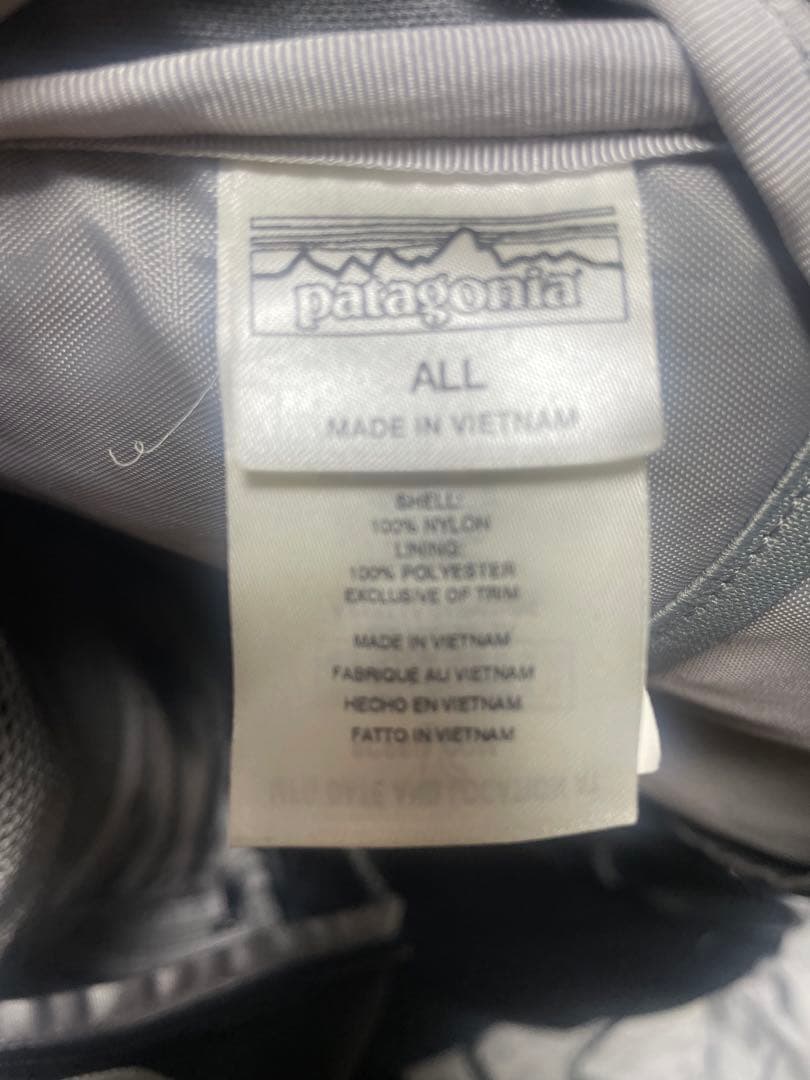 patagonia
ALL
MADE IN VIETNAM
SHELL:
100% NYLON
LINING:
100% POLYESTER
EXCLUSIVE OF TRIM
MADE IN VIETNAM
FABRIQUE AU VIETNAM
HECHO EN VIETNAM
FATTO IN VIETNAM